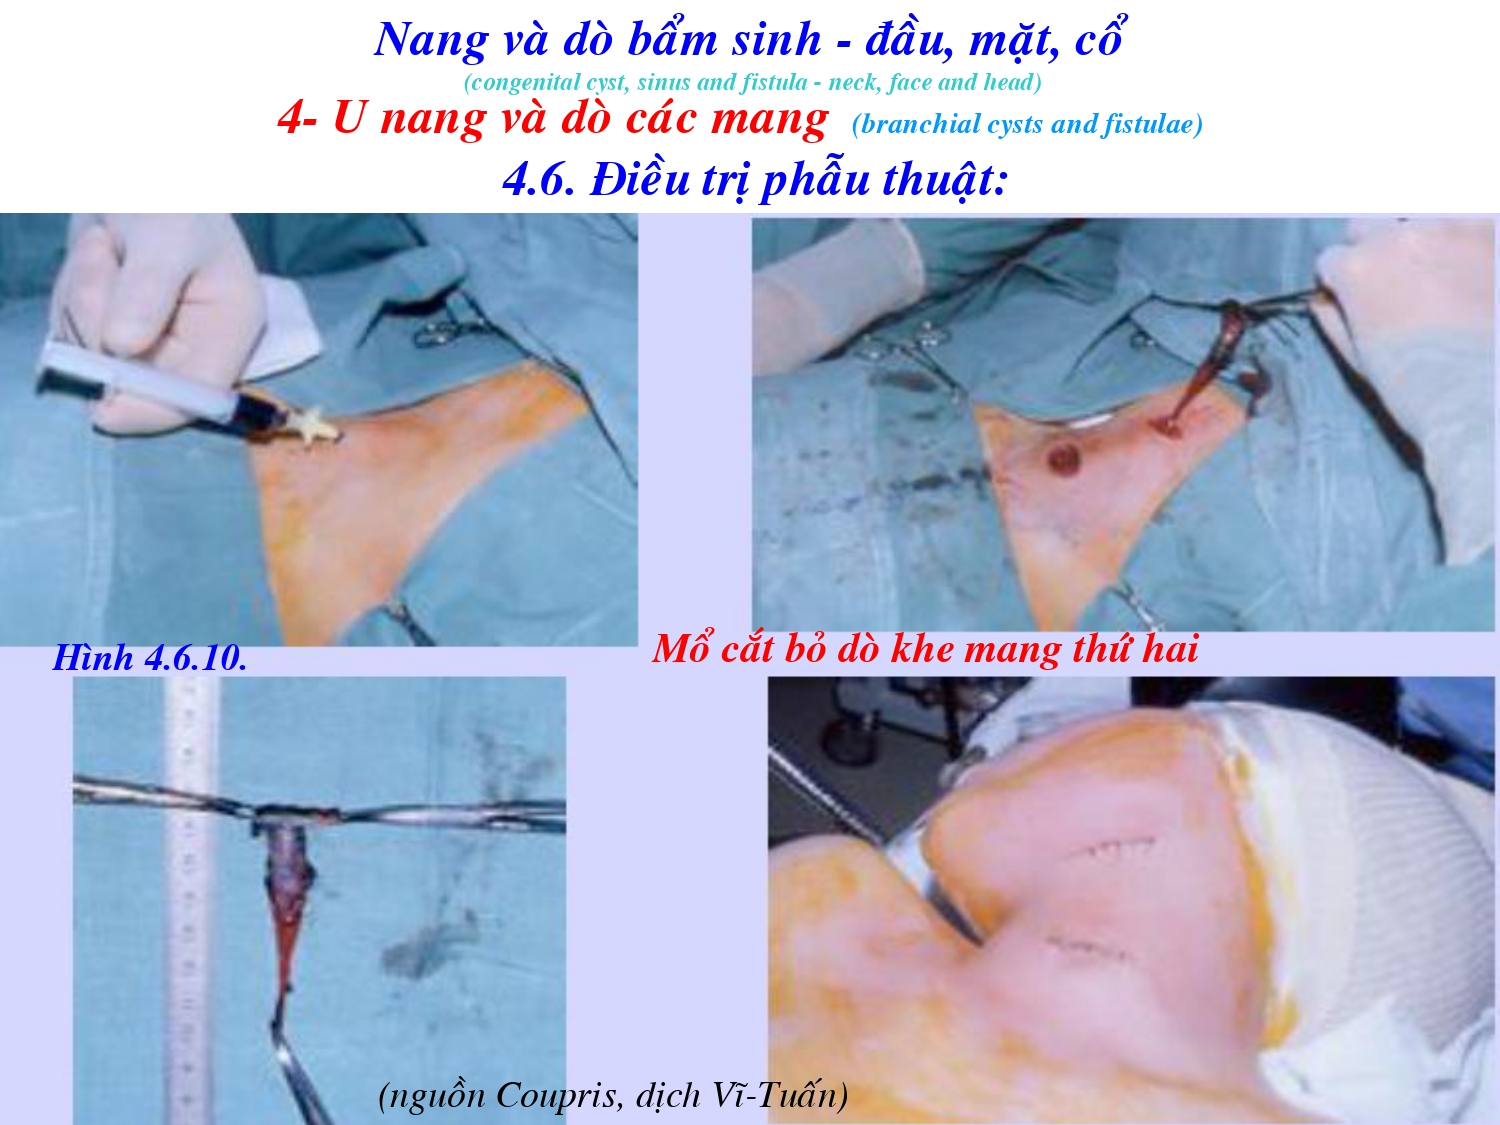 Nang và dò bẩm sinh - đầu, mặt, cổ
(congenital cyst, sinus and fistula - neck, face and head)
4- U nang và dò các mang (branchial cysts and fistulae)
4.6. Điều trị phẫu thuật:
Hình 4.6.10.
Mổ cắt bỏ dò khe mang thứ hai
(nguồn Coupris, dịch Vĩ-Tuấn)